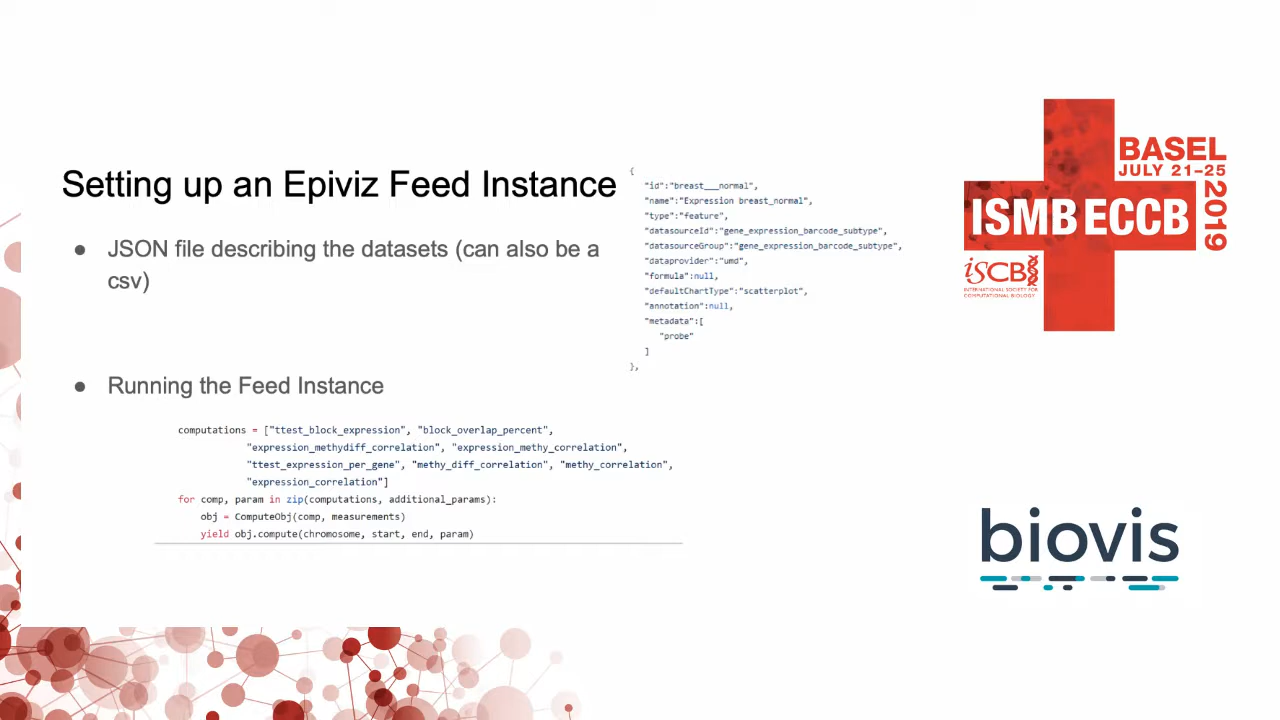 Setting up an Epiviz Feed Instance
● JSON file describing the datasets (can also be a
csv)
{
"id":"breast___normal",
"name":"Expression breast_normal",
"type":"feature",
"datasourceId":"gene_expression_barcode_subtype",
"datasourceGroup":"gene_expression_barcode_subtype",
"dataprovider":"umd",
"formula":null,
"defaultChartType":"scatterplot",
"annotation":null,
"metadata":[
"probe"
]
},
● Running the Feed Instance
computations = ["ttest_block_expression", "block_overlap_percent",
"expression_methydiff_correlation", "expression_methy_correlation",
"ttest_expression_per_gene", "methy_diff_correlation", "methy_correlation",
"expression_correlation"]
for comp, param in zip(computations, additional_params):
obj = ComputeObj(comp, measurements)
yield obj.compute(chromosome, start, end, param)
BASEL
JULY 21–25
2019
ISMB ECCB
ISCB
INTERNATIONAL SOCIETY FOR
COMPUTATIONAL BIOLOGY
biovis